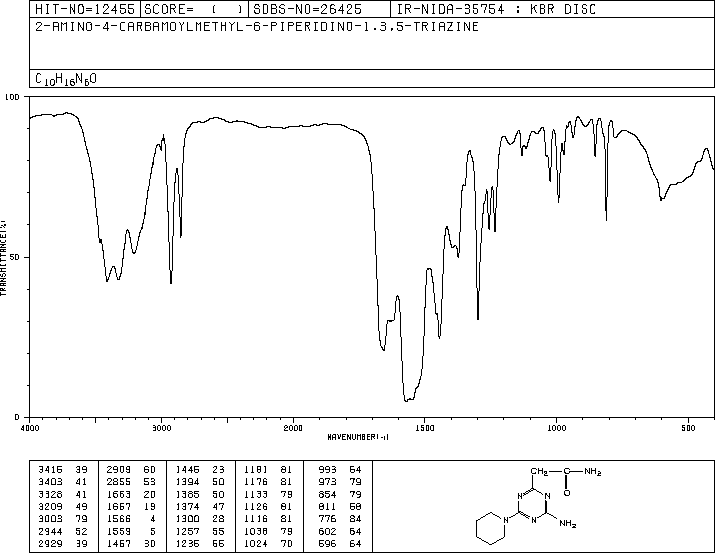 HIT-NO=12455 SCORE= ( ) SDBS-NO=26425 IR-NIDA-35754 : KBR DISC
2-AMINO-4-CARBAMOYLMETHYL-6-PIPERIDINO-1,3,5-TRIAZINE
C10H16N6O
100
50
0
TRANSMITTANCE(%)
4000 3000 2000 1500 1000 500
WAVENUMBER(-1)
3415 39 2909 60 1446 23 1181 81 993 64
3403 41 2855 53 1394 50 1176 81 973 79
3328 41 1663 20 1385 50 1133 79 854 79
3209 49 1657 19 1374 47 1126 81 811 58
3003 79 1566 4 1300 28 1116 81 776 84
2944 52 1559 5 1257 55 1038 79 602 64
2929 39 1467 30 1236 55 1024 70 596 64
CH2 C NH2
O
N N
N N NH2